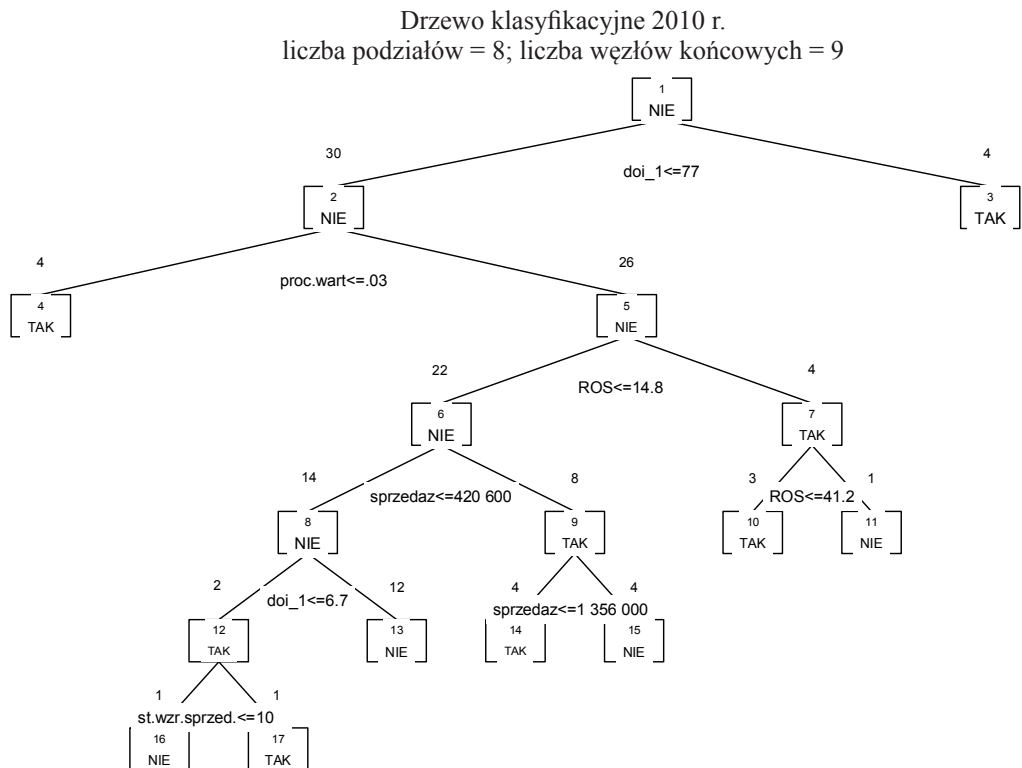 Drzewo klasyfikacyjne 2010 r.
liczba podziałów = 8; liczba węzłów końcowych = 9
1
NIE
30
4
doi_1<=77
2
NIE
3
TAK
4
26
proc.wart<=.03
4
TAK
5
NIE
22
4
ROS<=14.8
6
NIE
7
TAK
14
8
3
1
sprzedaz<=420 600
ROS<=41.2
8
NIE
9
TAK
10
TAK
11
NIE
2
12
4
4
doi_1<=6.7
sprzedaz<=1 356 000
12
TAK
13
NIE
14
TAK
15
NIE
1
1
st.wzr.sprzed.<=10
16
NIE
17
TAK